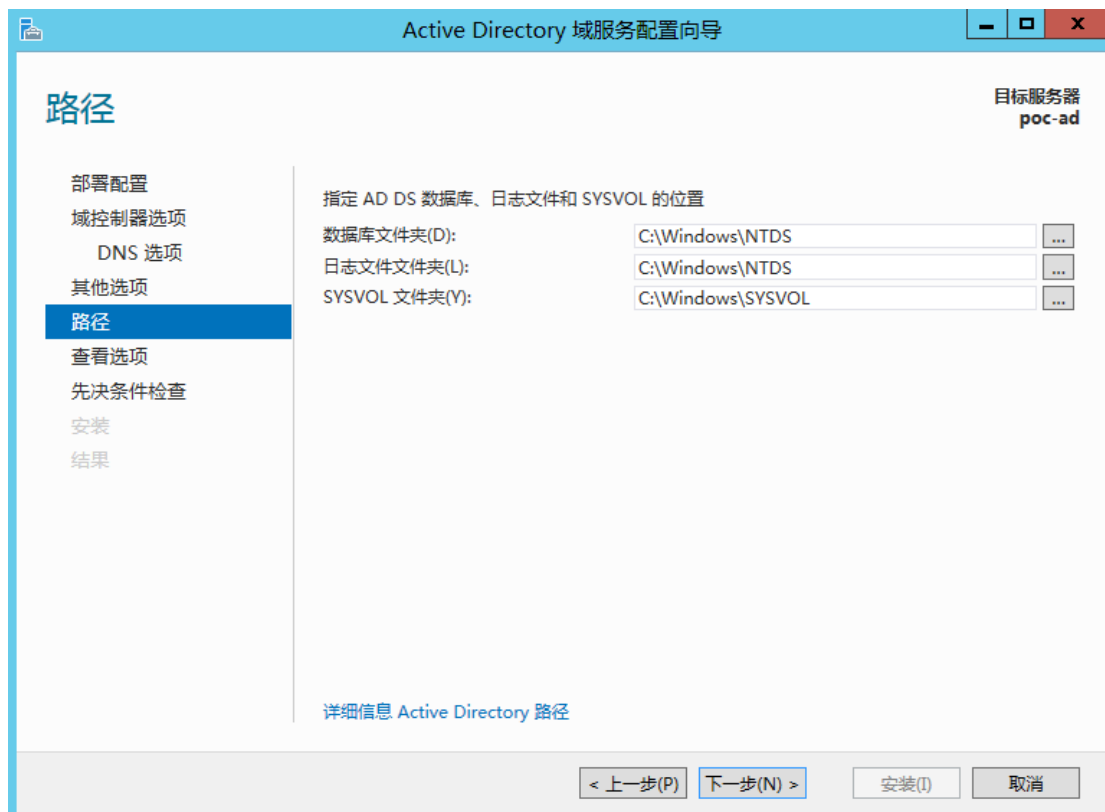 Active Directory 域服务配置向导
路径
目标服务器
poc-ad
部署配置
域控制器选项
DNS 选项
其他选项
路径
查看选项
先决条件检查
安装
结果
指定 AD DS 数据库、日志文件和 SYSVOL 的位置
数据库文件夹(D): C:\Windows\NTDS ...
日志文件文件夹(L): C:\Windows\NTDS ...
SYSVOL 文件夹(Y): C:\Windows\SYSVOL ...
详细信息 Active Directory 路径
< 上一步(P) 下一步(N) > 安装(I) 取消